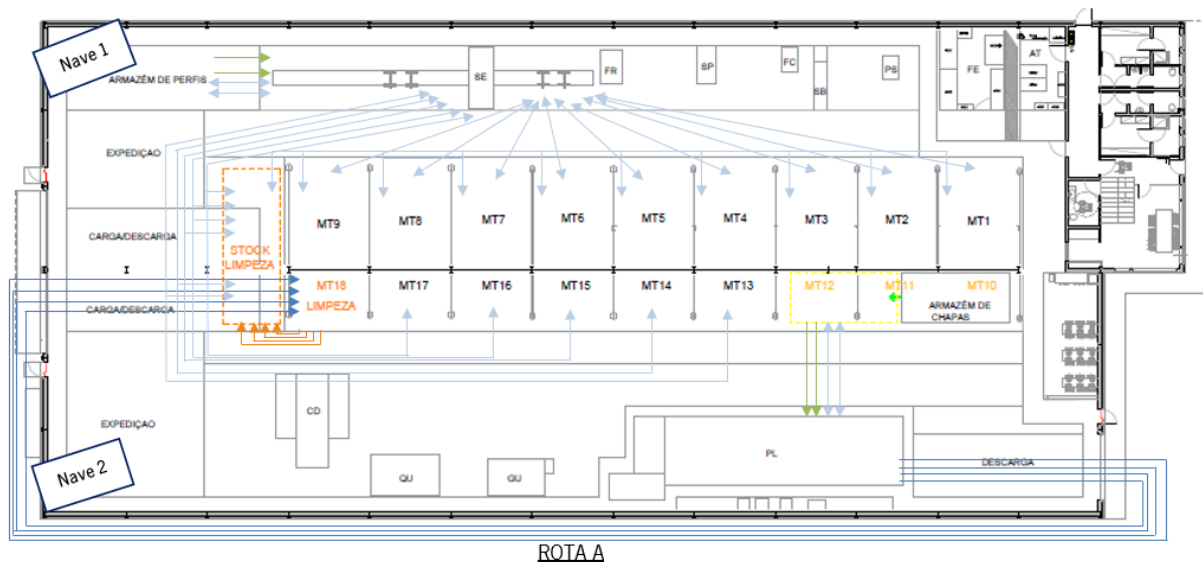 Nave 1
ARMAZÉM DE PERFIS
SE
FR
SP
FC
SB
PS
FE
AT
EXPEDIÇAO
CARGA/DESCARGA
STOCK
LIMPEZA
MT9
MT8
MT7
MT6
MT5
MT4
MT3
MT2
MT1
CARGA/DESCARGA
MT18
LIMPEZA
MT17
MT16
MT15
MT14
MT13
MT12
MT11
MT10
ARMAZÉM DE
CHAPAS
EXPEDIÇAO
Nave 2
CD
QU
GU
PL
DESCARGA
ROTA A